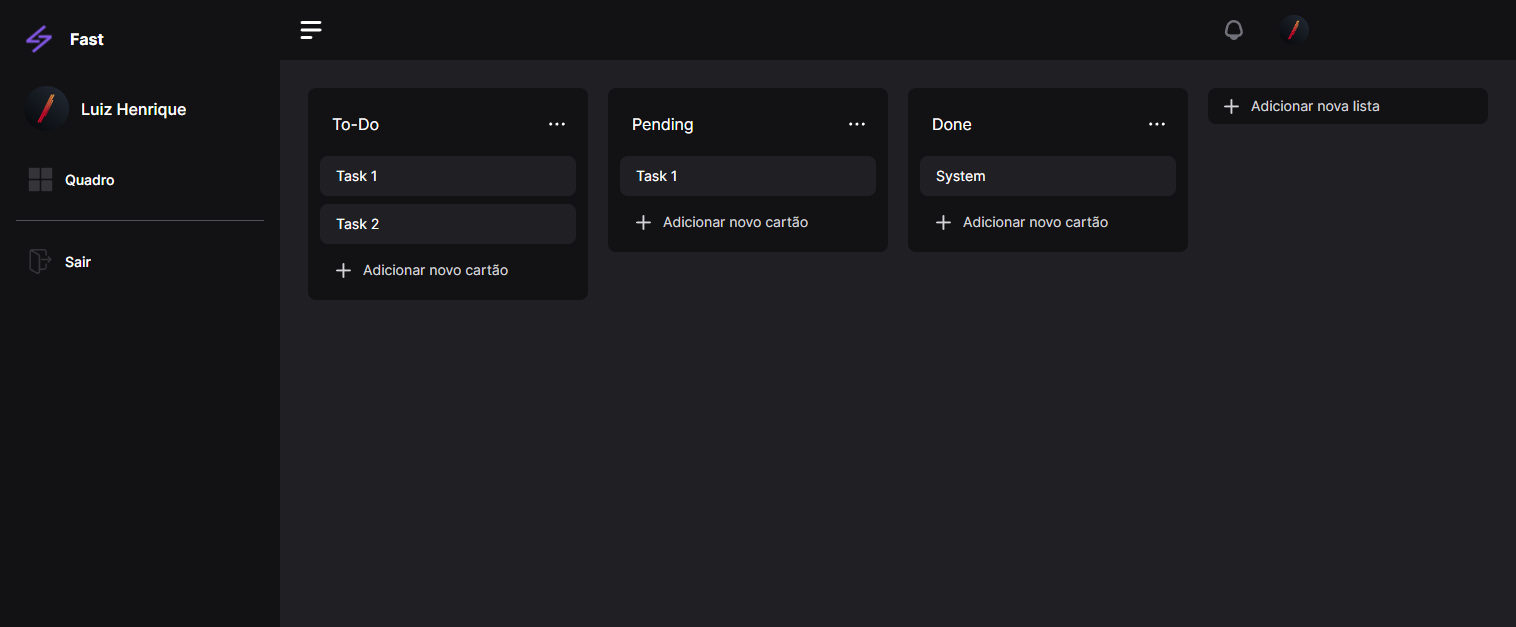 Fast
Luiz Henrique
Quadro
Sair
To-Do
Task 1
Task 2
Adicionar novo cartão
Pending
Task 1
Adicionar novo cartão
Done
System
Adicionar novo cartão
Adicionar nova lista